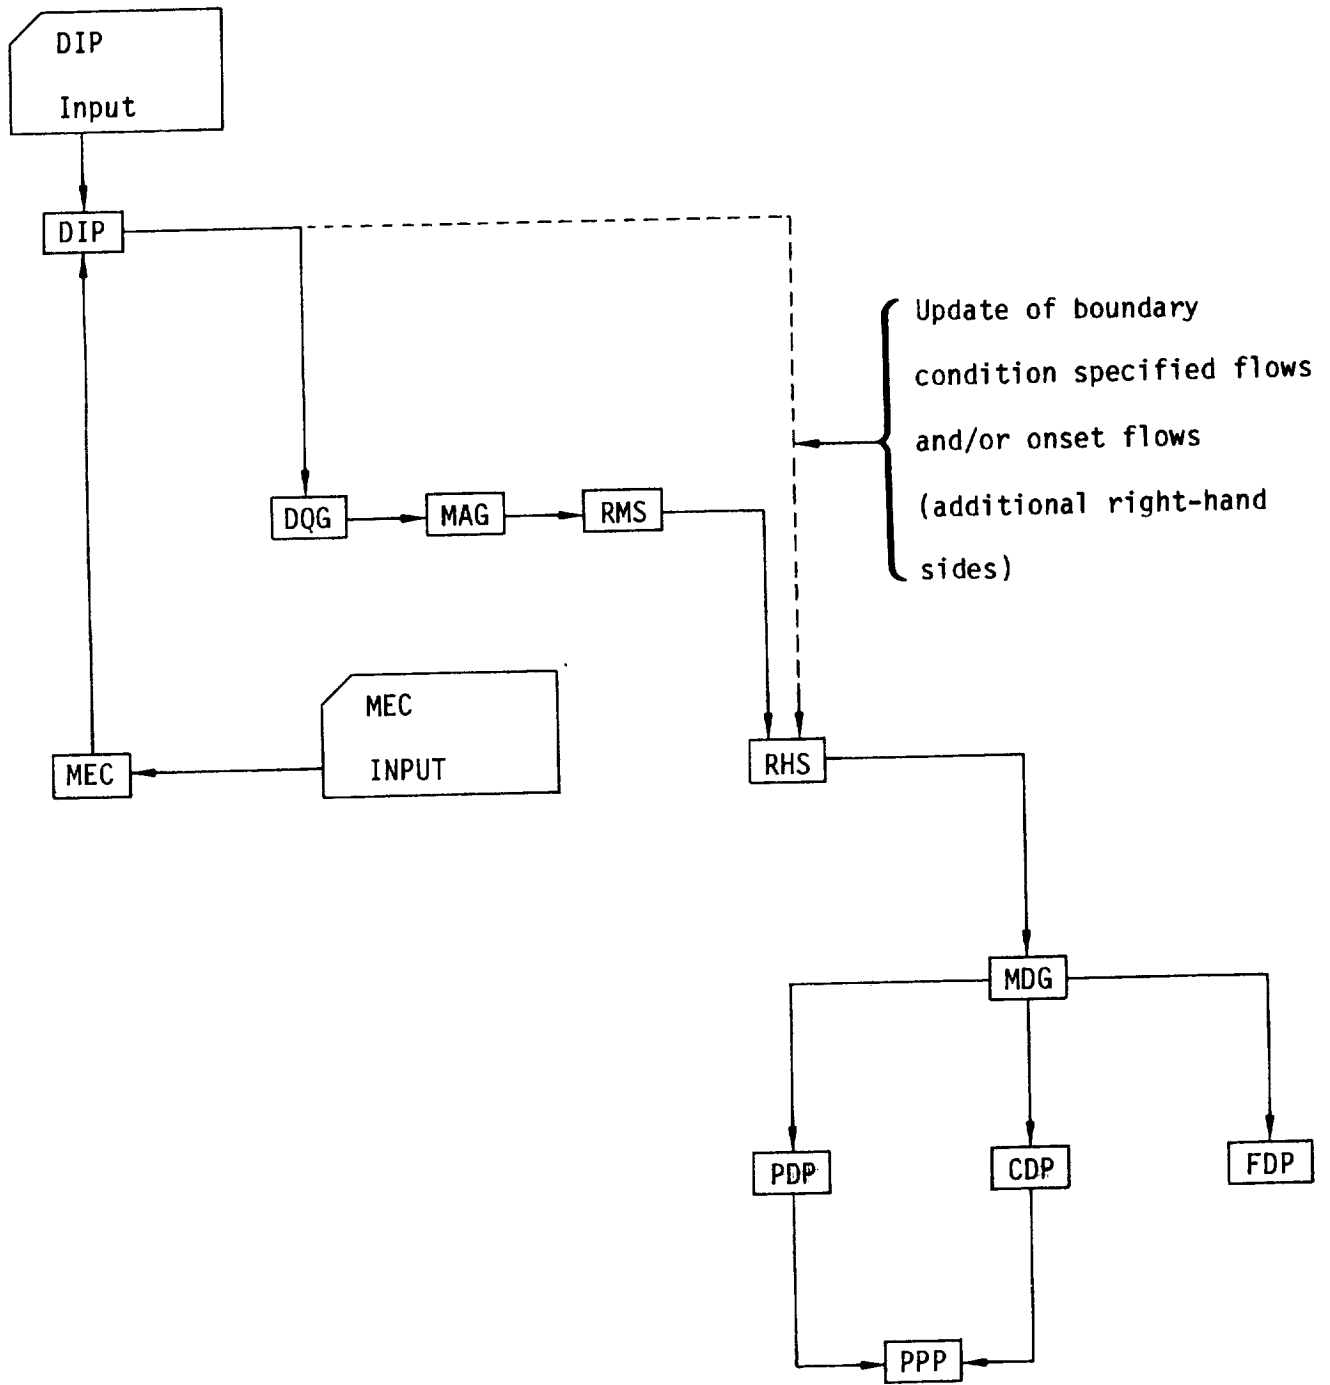 DIP
Input
DIP
Update of boundary
condition specified flows
and/or onset flows
(additional right-hand
sides)
DQG
MAG
RMS
MEC
INPUT
MEC
RHS
MDG
PDP
CDP
FDP
PPP